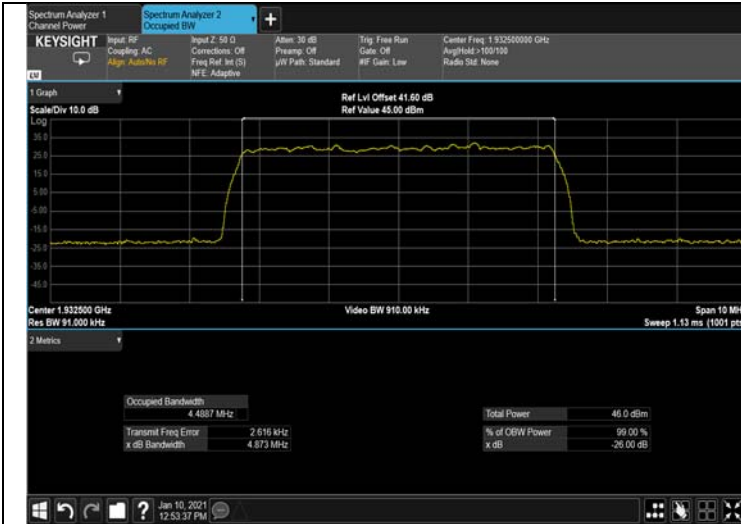 Spectrum Analyzer 1
Channel Power
Spectrum Analyzer 2
Occupied BW
KEYSIGHT
Input: RF
Coupling: AC
Align: Auto/No RF
Input Z: 50 Ω
Corrections: Off
Freq Ref: Int (S)
NFE: Adaptive
Atten: 30 dB
Preamp: Off
µW Path: Standard
Trig: Free Run
Gate: Off
#IF Gain: Low
Center Freq: 1.932500000 GHz
Avg|Hold:>100/100
Radio Std: None
1 Graph
Scale/Div 10.0 dB
Ref Lvl Offset 41.60 dB
Ref Value 45.00 dBm
Log
35.0
25.0
15.0
5.00
-5.00
-15.0
-25.0
-35.0
-45.0
Center 1.932500 GHz
Res BW 91.000 kHz
Video BW 910.00 kHz
Span 10 MH
Sweep 1.13 ms (1001 pts
2 Metrics
Occupied Bandwidth
4.4887 MHz
Transmit Freq Error 2.616 kHz
x dB Bandwidth 4.873 MHz
Total Power 46.0 dBm
% of OBW Power 99.00 %
x dB -26.00 dB
Jan 10, 2021
12:53:37 PM